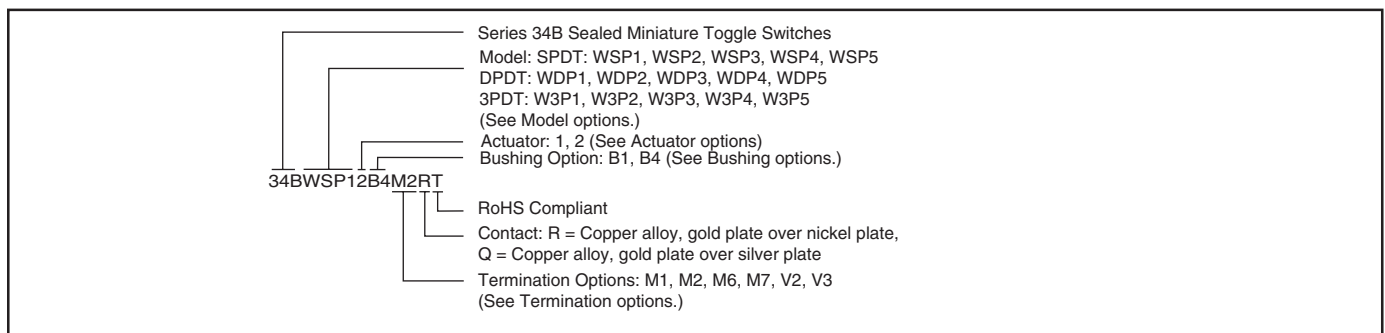 Series 34B Sealed Miniature Toggle Switches
Model: SPDT: WSP1, WSP2, WSP3, WSP4, WSP5
DPDT: WDP1, WDP2, WDP3, WDP4, WDP5
3PDT: W3P1, W3P2, W3P3, W3P4, W3P5
(See Model options.)
Actuator: 1, 2 (See Actuator options)
Bushing Option: B1, B4 (See Bushing options.)
34BWSP12B4M2RT
RoHS Compliant
Contact: R = Copper alloy, gold plate over nickel plate,
Q = Copper alloy, gold plate over silver plate
Termination Options: M1, M2, M6, M7, V2, V3
(See Termination options.)